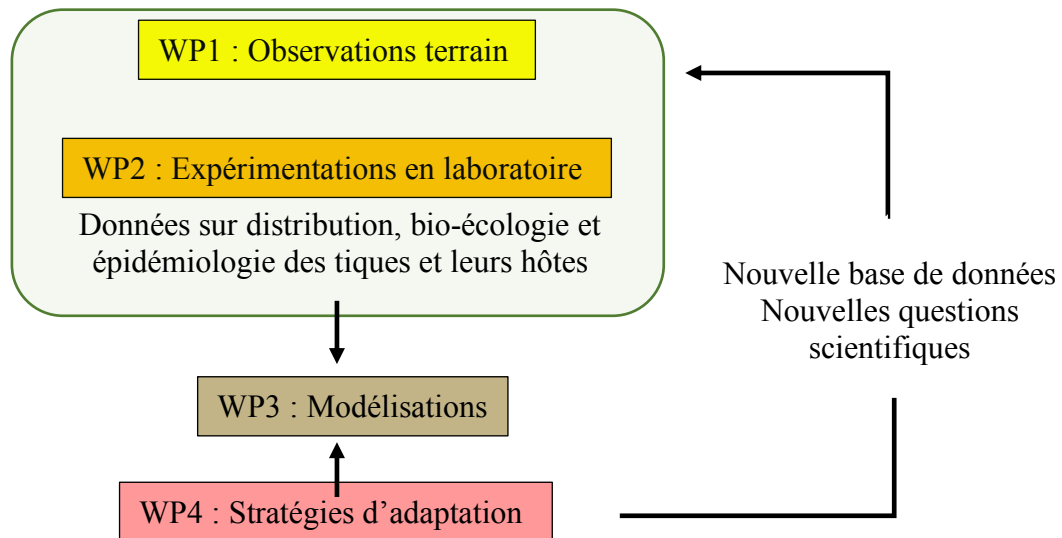 WP1 : Observations terrain
WP2 : Expérimentations en laboratoire
Données sur distribution, bio-écologie et
épidémiologie des tiques et leurs hôtes
Nouvelle base de données
Nouvelles questions
scientifiques
WP3 : Modélisations
WP4 : Stratégies d’adaptation